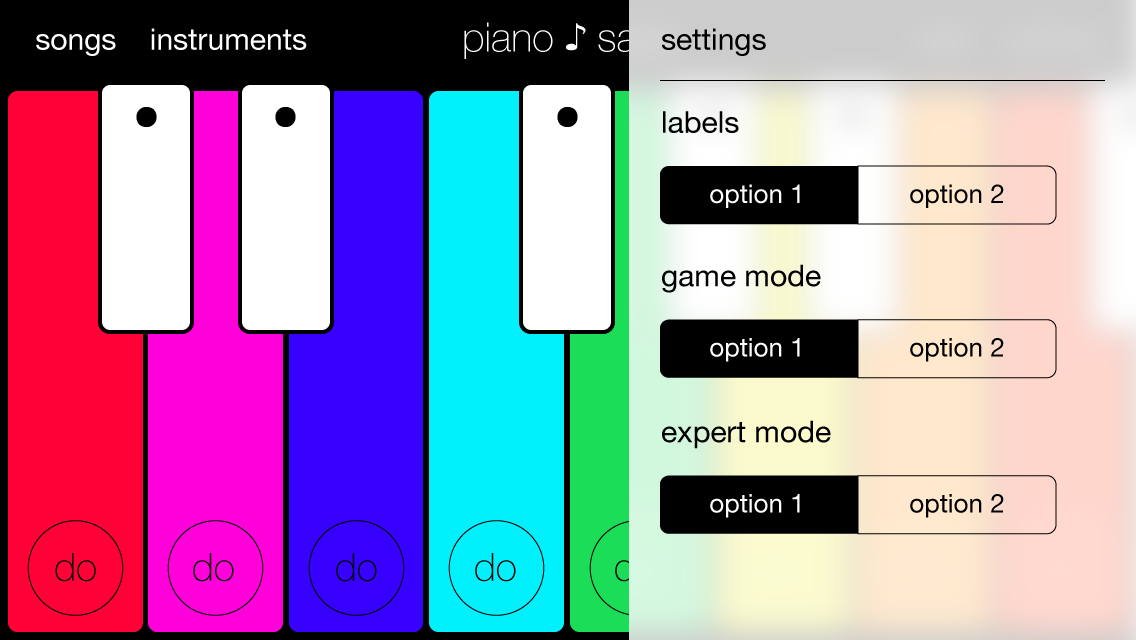 songs instruments piano ♪ sa
settings
labels
option 1 option 2
game mode
option 1 option 2
expert mode
option 1 option 2
do do do do